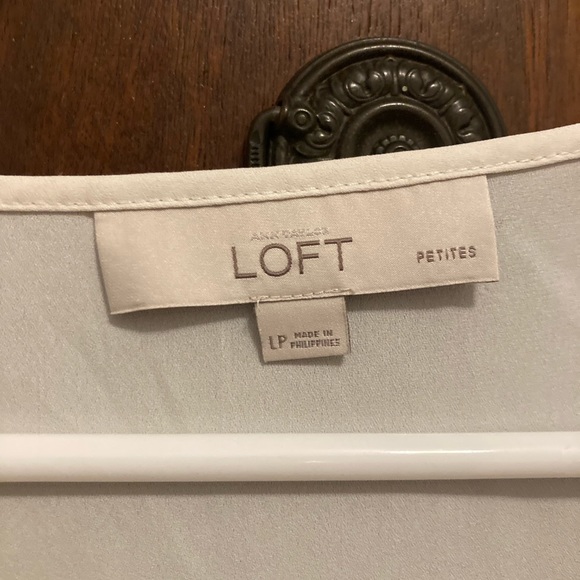 ANN TAYLOR
LOFT
PETITES
LP
MADE IN
PHILIPPINES